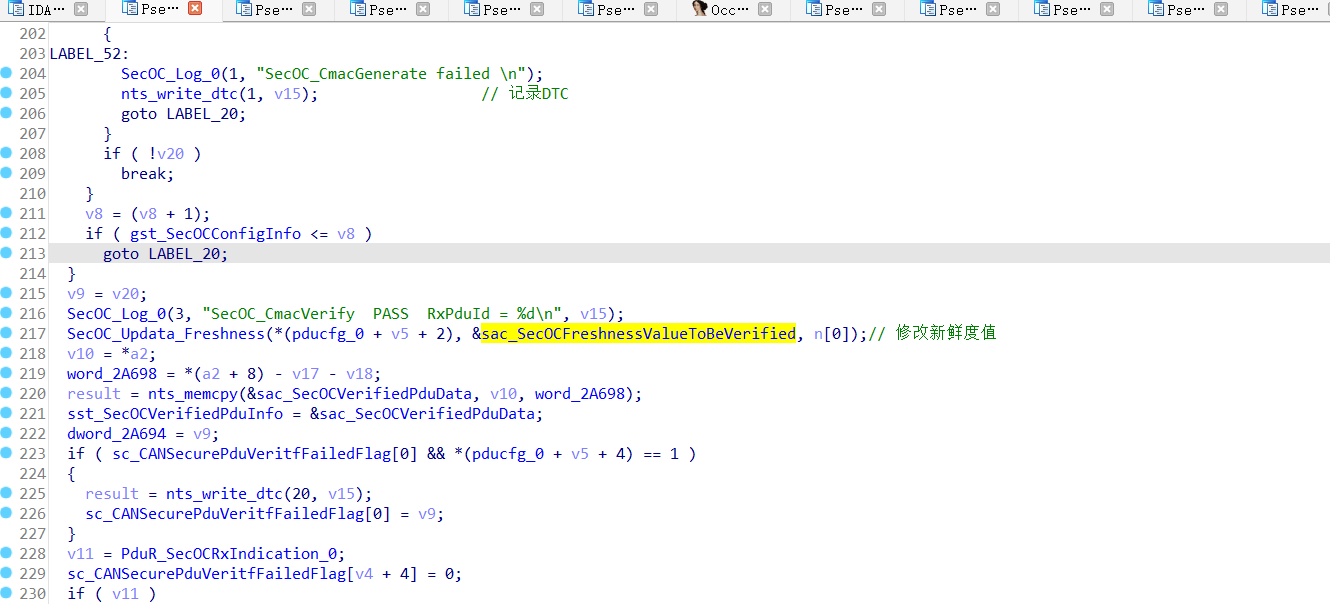 IDA··· Pse··· Pse··· Pse··· Pse··· Pse··· Occ··· Pse··· Pse··· Pse··· Pse··· Pse···
202 {
203 LABEL_52:
204 SecOC_Log_0(1, "SecOC_CmacGenerate failed \n");
205 nts_write_dtc(1, v15); // 记录DTC
206 goto LABEL_20;
207 }
208 if ( !v20 )
209 break;
210 }
211 v8 = (v8 + 1);
212 if ( gst_SecOCConfigInfo <= v8 )
213 goto LABEL_20;
214 }
215 v9 = v20;
216 SecOC_Log_0(3, "SecOC_CmacVerify  PASS  RxPduId = %d\n", v15);
217 SecOC_Updata_Freshness(*(pducfg_0 + v5 + 2), &sac_SecOCFreshnessValueToBeVerified, n[0]);// 修改新鲜度值
218 v10 = *a2;
219 word_2A698 = *(a2 + 8) - v17 - v18;
220 result = nts_memcpy(&sac_SecOCVerifiedPduData, v10, word_2A698);
221 sst_SecOCVerifiedPduInfo = &sac_SecOCVerifiedPduData;
222 dword_2A694 = v9;
223 if ( sc_CANSecurePduVeritfFailedFlag[0] && *(pducfg_0 + v5 + 4) == 1 )
224 {
225 result = nts_write_dtc(20, v15);
226 sc_CANSecurePduVeritfFailedFlag[0] = v9;
227 }
228 v11 = PduR_SecOCRxIndication_0;
229 sc_CANSecurePduVeritfFailedFlag[v4 + 4] = 0;
230 if ( v11 )